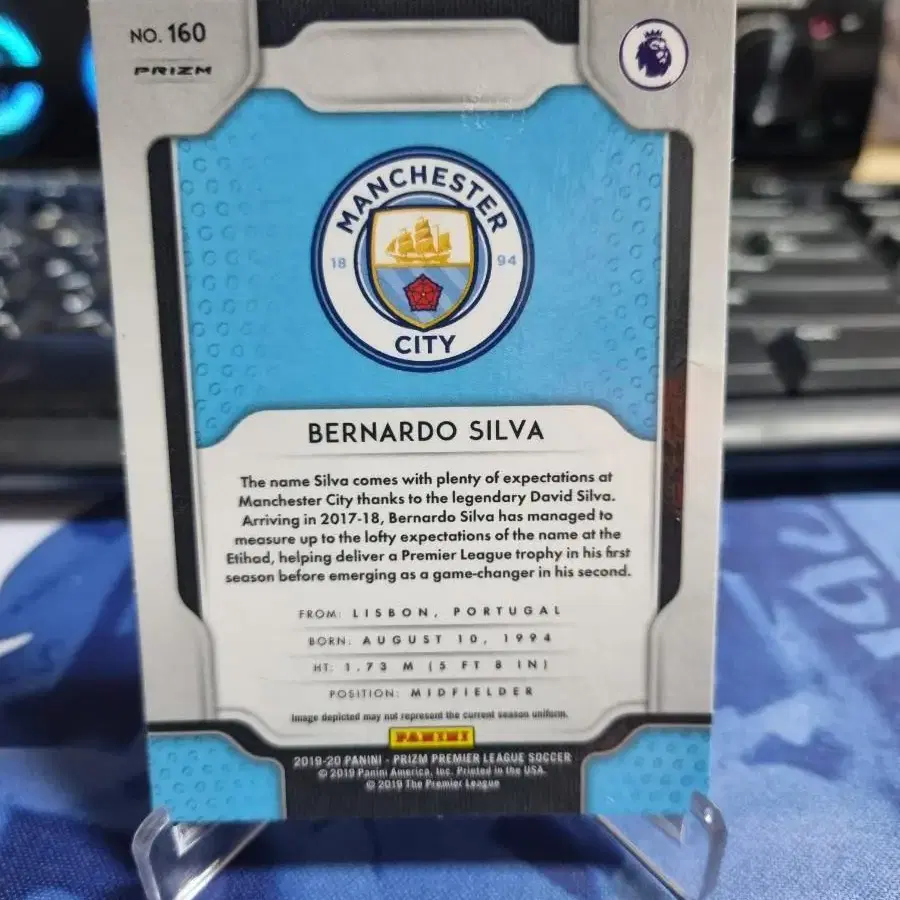 NO. 160
PRIZM
MANCHESTER
18 94
CITY
BERNARDO SILVA
The name Silva comes with plenty of expectations at
Manchester City thanks to the legendary David Silva.
Arriving in 2017-18, Bernardo Silva has managed to
measure up to the lofty expectations of the name at the
Etihad, helping deliver a Premier League trophy in his first
season before emerging as a game-changer in his second.
FROM: LISBON, PORTUGAL
BORN: AUGUST 10, 1994
HT: 1.73 M (5 FT 8 IN)
POSITION: MIDFIELDER
Image depicted may not represent the current season uniform.
PANINI
2019-20 PANINI - PRIZM PREMIER LEAGUE SOCCER
© 2019 Panini America, Inc. Printed in the USA.
© 2019 The Premier League